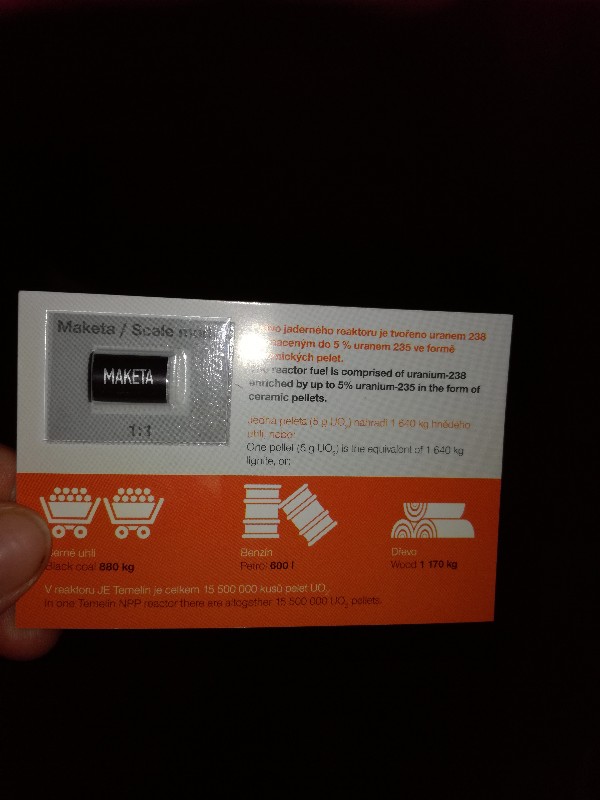 Maketa / Scale
MAKETA
1:1
jaderného reaktoru je tvořeno uranem 238
do 5 % uranem 235 ve formě
pelet.
reactor fuel is comprised of uranium-238
enriched by up to 5% uranium-235 in the form of
ceramic pellets.
Jedna peleta (5 g UO₂) nahradí 1 640 kg hnědého
uhlí, nebo:
One pellet (5 g UO₂) is the equivalent of 1 640 kg
lignite, or:
uhlí
Black coal 880 kg
Benzín
Petrol 600 l
Dřevo
Wood 1 170 kg
V reaktoru JE Temelín je celkem 15 500 000 kusů pelet UO₂.
In one Temelín NPP reactor there are altogether 15 500 000 UO₂ pellets.